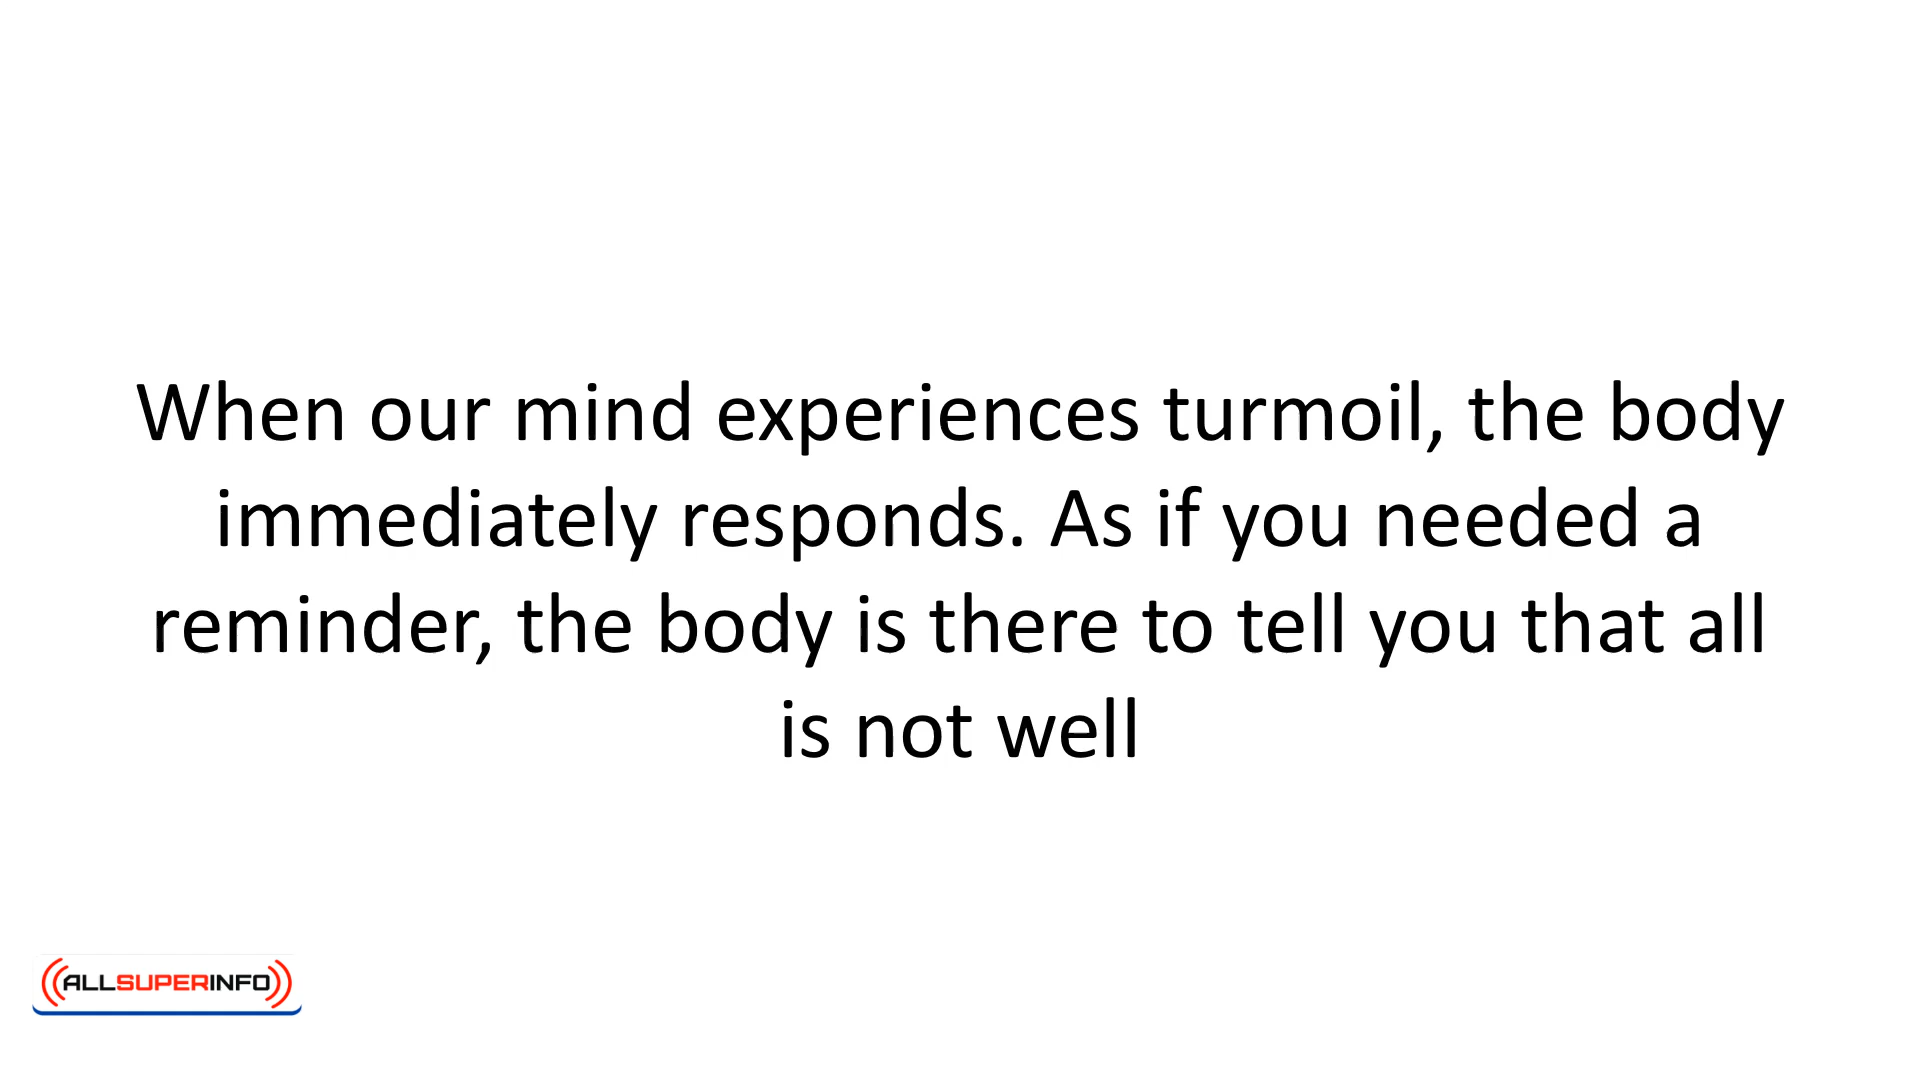 When our mind experiences turmoil, the body
immediately responds. As if you needed a
reminder, the body is there to tell you that all
is not well
ALLSUPERINFO